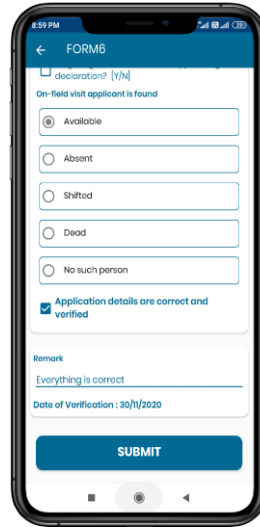 8:59 PM
FORM6
declaration? [Y/N]
On-field visit applicant is found
Available
Absent
Shifted
Dead
No such person
Application details are correct and
verified
Remark
Everything is correct
Date of Verification : 30/11/2020
SUBMIT